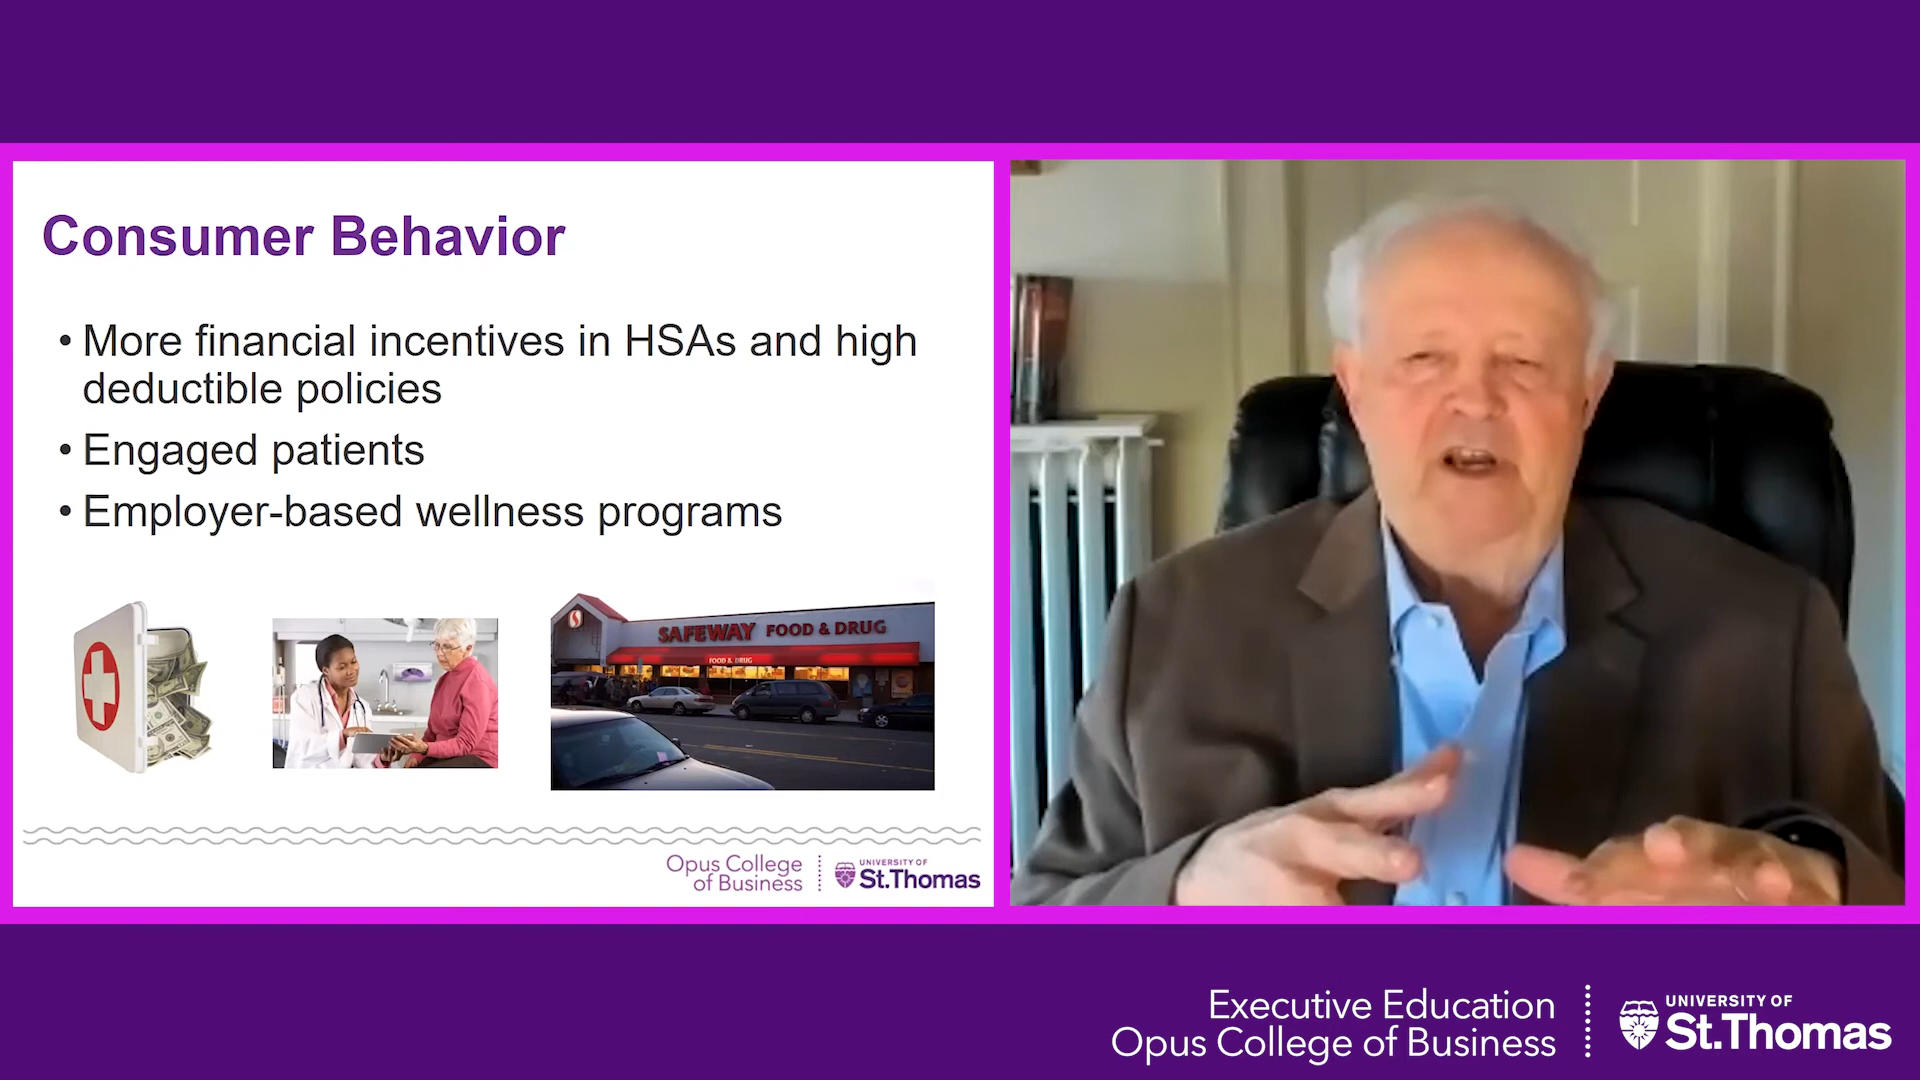 Consumer Behavior
• More financial incentives in HSAs and high
deductible policies
• Engaged patients
• Employer-based wellness programs
SAFEWAY FOOD & DRUG
FOOD & DRUG
Opus College
of Business
UNIVERSITY OF
St.Thomas
Executive Education
Opus College of Business
UNIVERSITY OF
St.Thomas